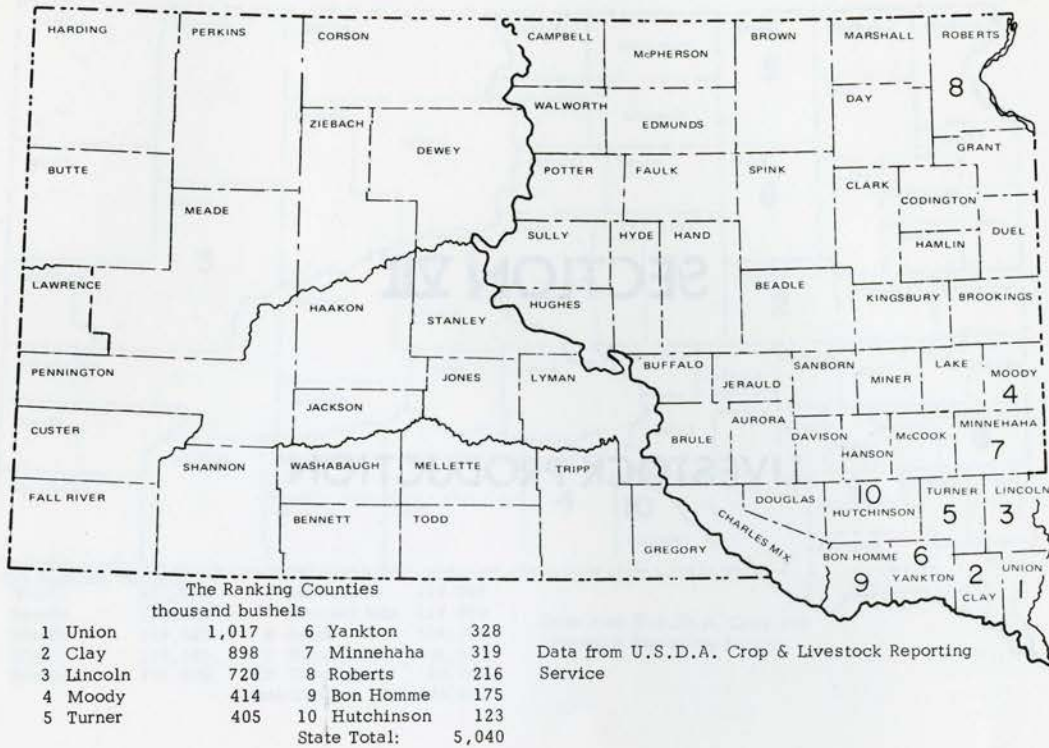 HARDING PERKINS CORSON CAMPBELL McPHERSON BROWN MARSHALL ROBERTS
8
WALWORTH DAY
ZIEBACH EDMUNDS
DEWEY GRANT
BUTTE POTTER FAULK SPINK
CLARK
MEADE CODINGTON
SULLY HYDE HAND DUEL
HAMLIN
LAWRENCE BEADLE
HAAKON HUGHES KINGSBURY BROOKINGS
STANLEY
PENNINGTON BUFFALO SANBORN LAKE
JONES LYMAN JERAULD MINER MOODY
4
JACKSON
CUSTER AURORA MINNEHAHA
BRULE DAVISON McCOOK 7
HANSON
SHANNON WASHABAUGH MELLETTE TRIPP
FALL RIVER DOUGLAS 10 TURNER LINCOLN
HUTCHINSON 5 3
BENNETT TODD CHARLES MIX
GREGORY BON HOMME 6 UNION
9 YANKTON 2 1
CLAY
The Ranking Counties
thousand bushels
1 Union 1,017 6 Yankton 328
2 Clay 898 7 Minnehaha 319
3 Lincoln 720 8 Roberts 216
4 Moody 414 9 Bon Homme 175
5 Turner 405 10 Hutchinson 123
State Total: 5,040
Data from U.S.D.A. Crop & Livestock Reporting
Service
SECTION VII
LIVESTOCK PRODUCTION